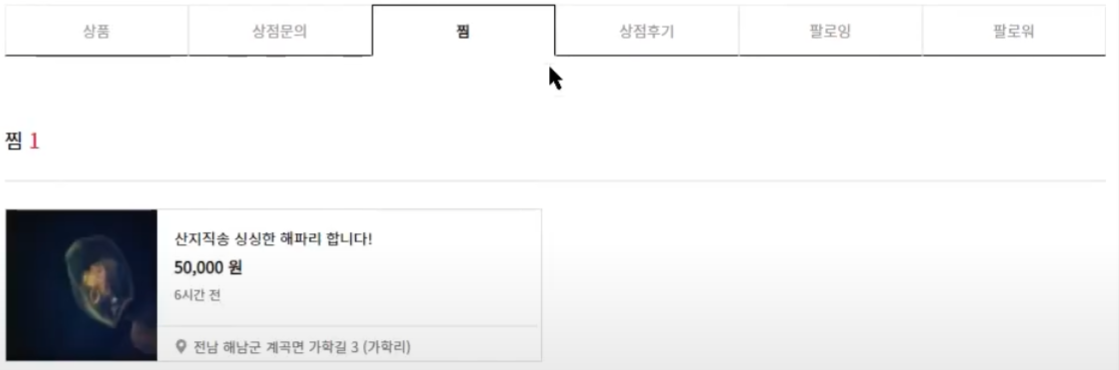 상품 상점문의 찜 상점후기 팔로잉 팔로워
찜 1
산지직송 싱싱한 해파리 합니다!
50,000 원
6시간 전
전남 해남군 계곡면 가학길 3 (가학리)